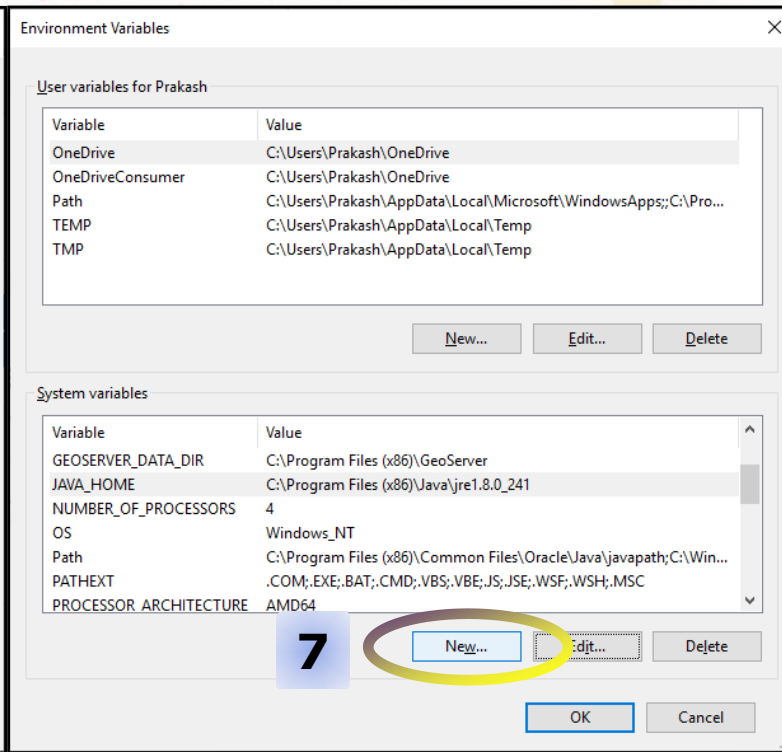 Environment Variables
User variables for Prakash
Variable Value
OneDrive C:\Users\Prakash\OneDrive
OneDriveConsumer C:\Users\Prakash\OneDrive
Path C:\Users\Prakash\AppData\Local\Microsoft\WindowsApps;;C:\Pro...
TEMP C:\Users\Prakash\AppData\Local\Temp
TMP C:\Users\Prakash\AppData\Local\Temp
New... Edit... Delete
System variables
Variable Value
GEOSERVER_DATA_DIR C:\Program Files (x86)\GeoServer
JAVA_HOME C:\Program Files (x86)\Java\jre1.8.0_241
NUMBER_OF_PROCESSORS 4
OS Windows_NT
Path C:\Program Files (x86)\Common Files\Oracle\Java\javapath;C:\Win...
PATHEXT .COM;.EXE;.BAT;.CMD;.VBS;.VBE;.JS;.JSE;.WSF;.WSH;.MSC
PROCESSOR_ARCHITECTURE AMD64
7 New... Edit... Delete
OK Cancel